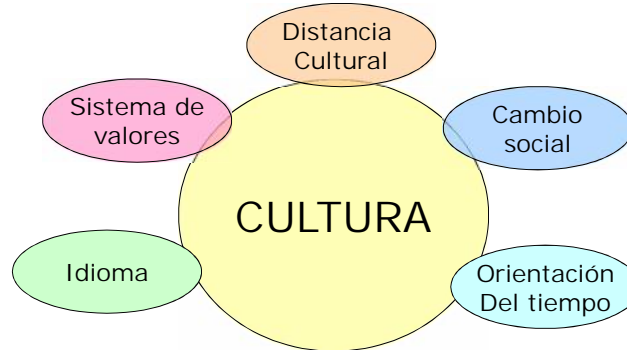 Distancia
Cultural
Sistema de
valores
Cambio
social
CULTURA
Idioma
Orientación
Del tiempo